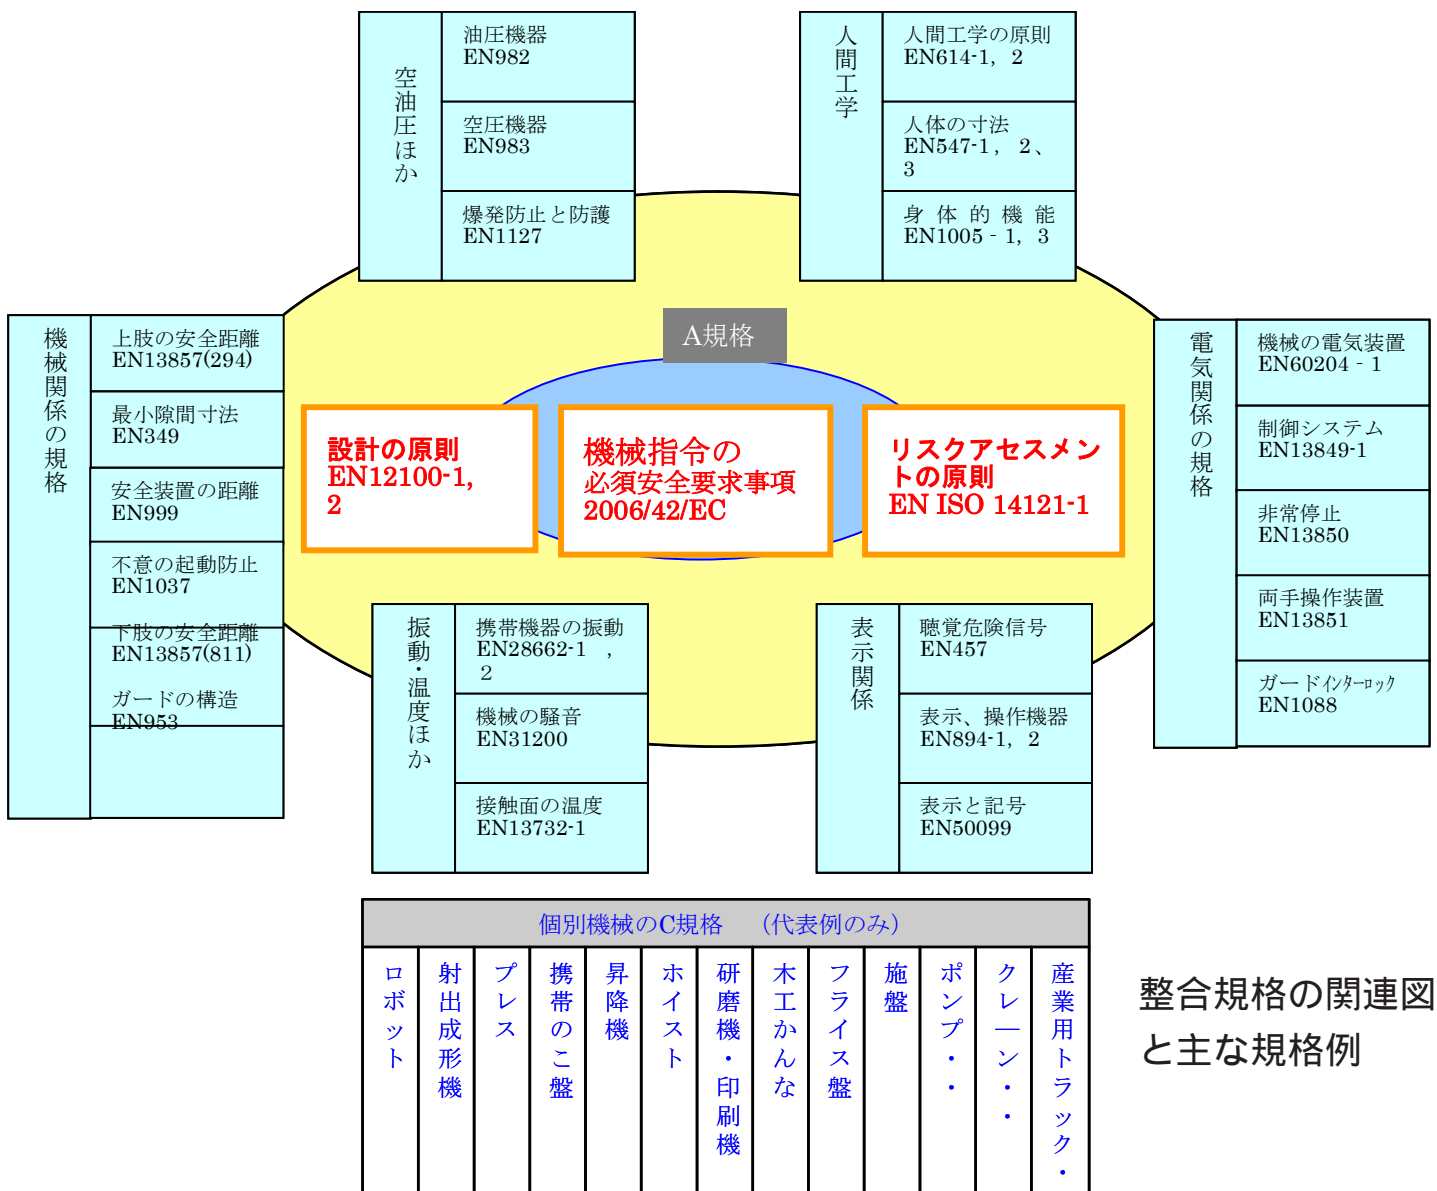 空油圧ほか
油圧機器
EN982
空圧機器
EN983
爆発防止と防護
EN1127
人間工学
人間工学の原則
EN614-1, 2
人体の寸法
EN547-1, 2、
3
身体的機能
EN1005‐1, 3
A規格
機械関係の規格
上肢の安全距離
EN13857(294)
最小隙間寸法
EN349
安全装置の距離
EN999
不意の起動防止
EN1037
下肢の安全距離
EN13857(811)
ガードの構造
EN953
設計の原則
EN12100-1,
2
機械指令の
必須安全要求事項
2006/42/EC
リスクアセスメン
トの原則
EN ISO 14121-1
電気関係の規格
機械の電気装置
EN60204‐1
制御システム
EN13849-1
非常停止
EN13850
両手操作装置
EN13851
ガードインターロック
EN1088
振動・温度ほか
携帯機器の振動
EN28662-1 ,
2
機械の騒音
EN31200
接触面の温度
EN13732-1
表示関係
聴覚危険信号
EN457
表示、操作機器
EN894-1, 2
表示と記号
EN50099
個別機械のC規格 （代表例のみ）
ロボット
射出成形機
プレス
携帯のこ盤
昇降機
ホイスト
研磨機・印刷機
木工かんな
フライス盤
施盤
ポンプ・・
クレーン・・
産業用トラック・
整合規格の関連図
と主な規格例